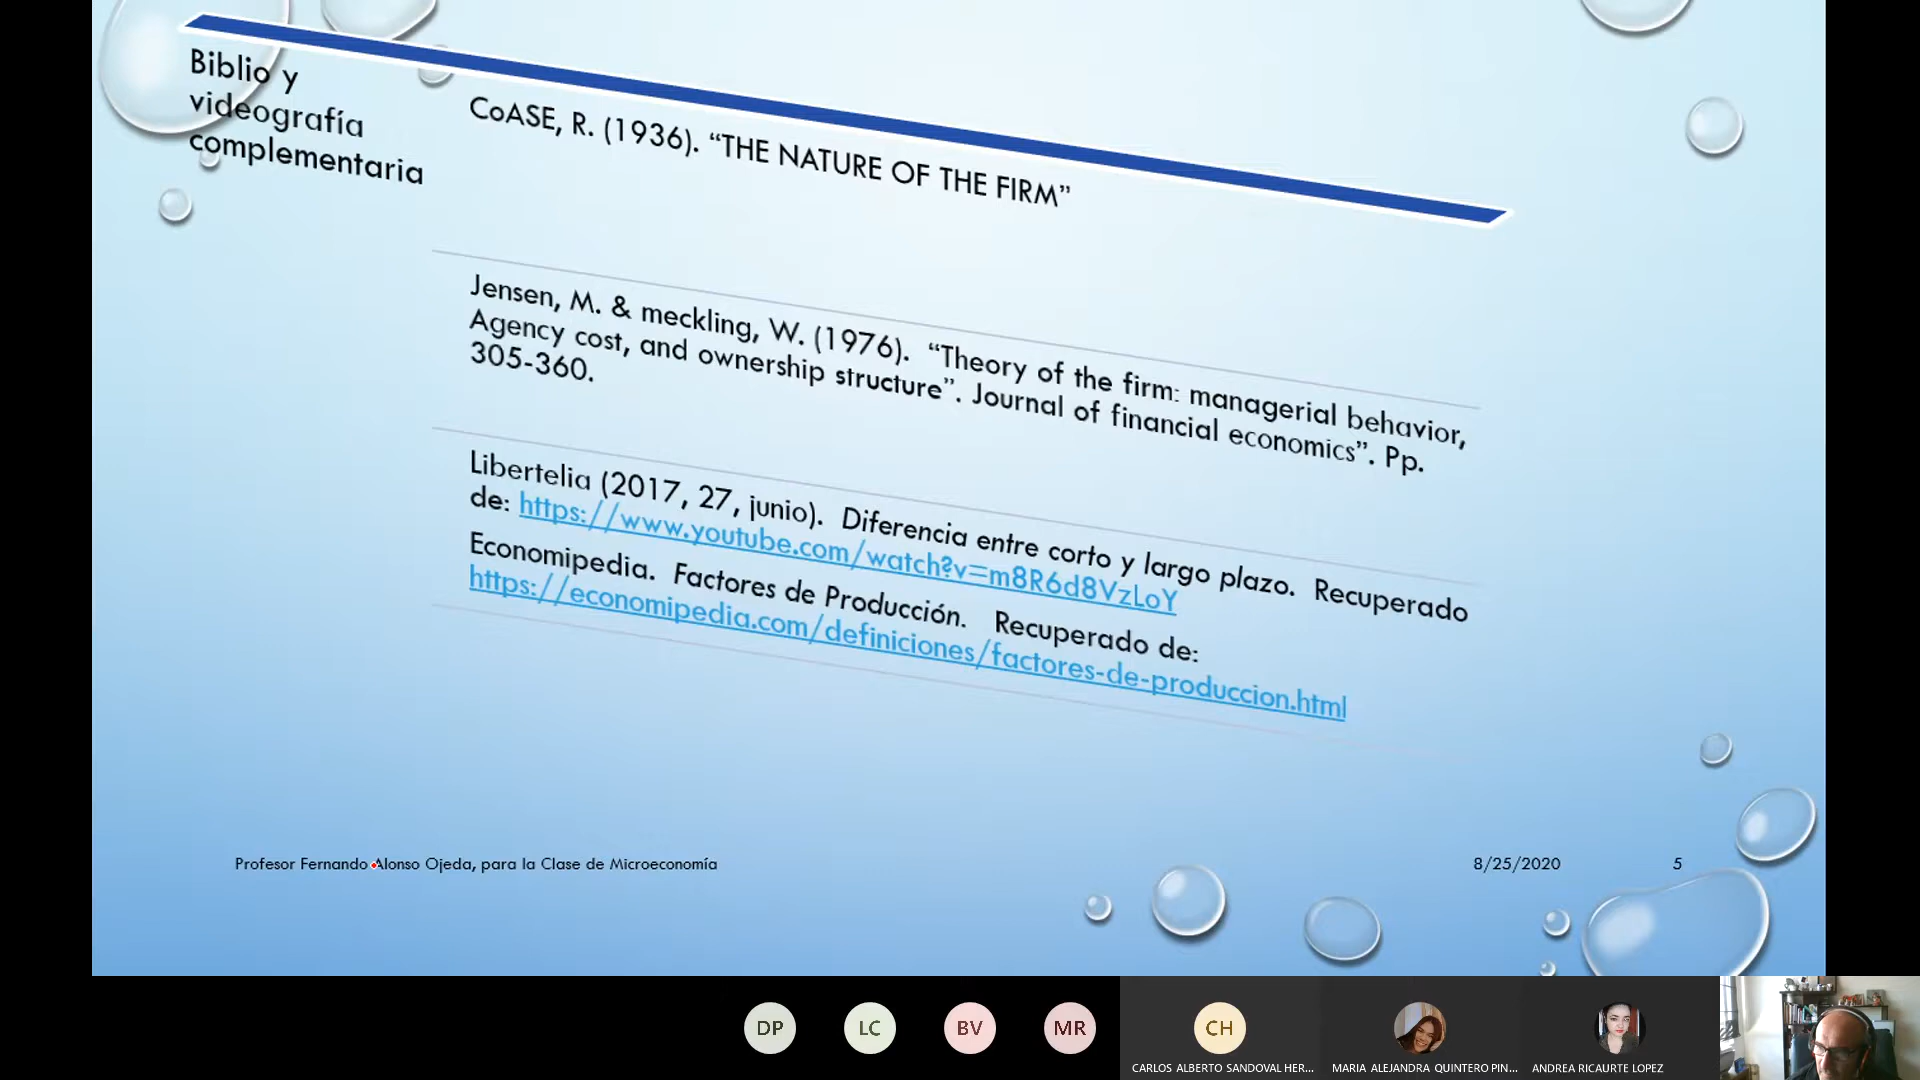 Biblio y
videografía
complementaria
CoASE, R. (1936). “THE NATURE OF THE FIRM”
Jensen, M. & meckling, W. (1976). “Theory of the firm: managerial behavior,
Agency cost, and ownership structure”. Journal of financial economics”. Pp.
305-360.
Libertelia (2017, 27, junio). Diferencia entre corto y largo plazo. Recuperado
de: https://www.youtube.com/watch?v=m8R6d8VzLoY
Economipedia. Factores de Producción. Recuperado de:
https://economipedia.com/definiciones/factores-de-produccion.html
Profesor Fernando Alonso Ojeda, para la Clase de Microeconomía
8/25/2020
5
DP
LC
BV
MR
CH
CARLOS ALBERTO SANDOVAL HER...
MARIA ALEJANDRA QUINTERO PIN...
ANDREA RICAURTE LOPEZ